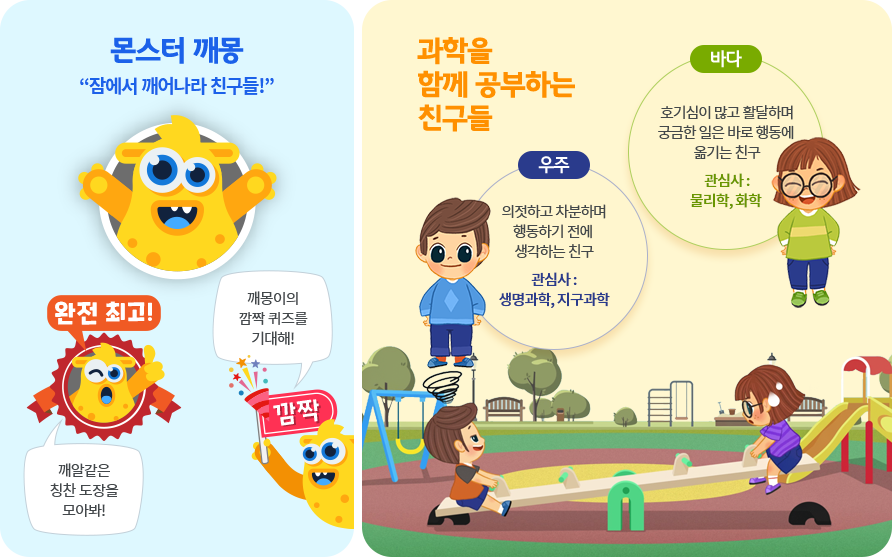 몬스터 깨몽
“잠에서 깨어나라 친구들!”
완전 최고!
깨몽이의
깜짝 퀴즈를
기대해!
깜짝
깨알같은
칭찬 도장을
모아봐!
과학을
함께 공부하는
친구들
우주
의젓하고 차분하며
행동하기 전에
생각하는 친구
관심사 :
생명과학, 지구과학
바다
호기심이 많고 활달하며
궁금한 일은 바로 행동에
옮기는 친구
관심사 :
물리학, 화학